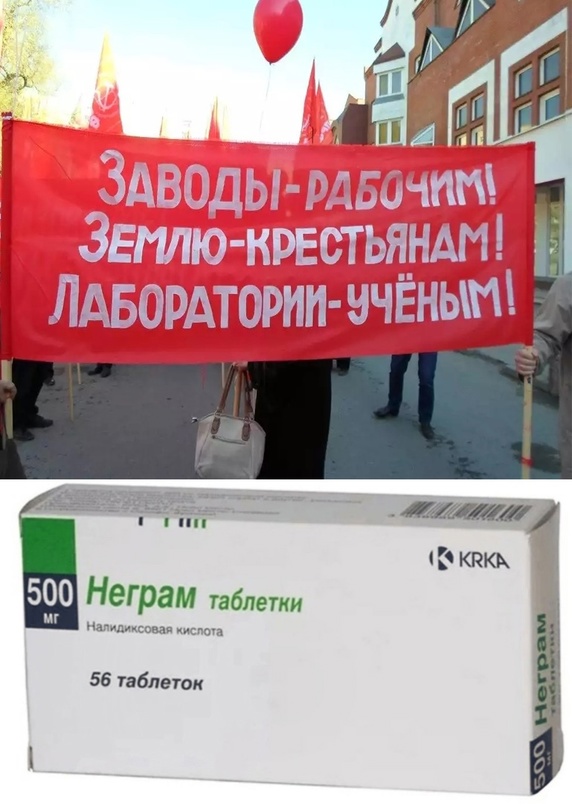 ЗАВОДЫ-РАБОЧИМ!
ЗЕМЛЮ-КРЕСТЬЯНАМ!
ЛАБОРАТОРИИ-УЧЁНЫМ!
KRKA
500 мг
Неграм таблетки
Налидиксовая кислота
56 таблеток
500 мг
Неграм
таблетки